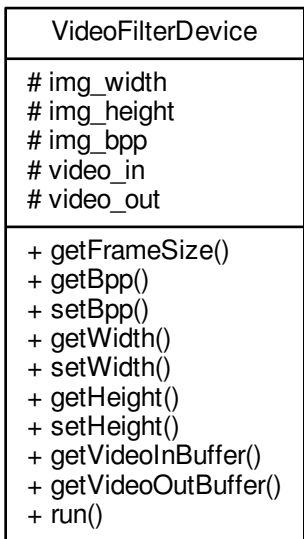 VideoFilterDevice
# img_width
# img_height
# img_bpp
# video_in
# video_out
+ getFrameSize()
+ getBpp()
+ setBpp()
+ getWidth()
+ setWidth()
+ getHeight()
+ setHeight()
+ getVideoInBuffer()
+ getVideoOutBuffer()
+ run()